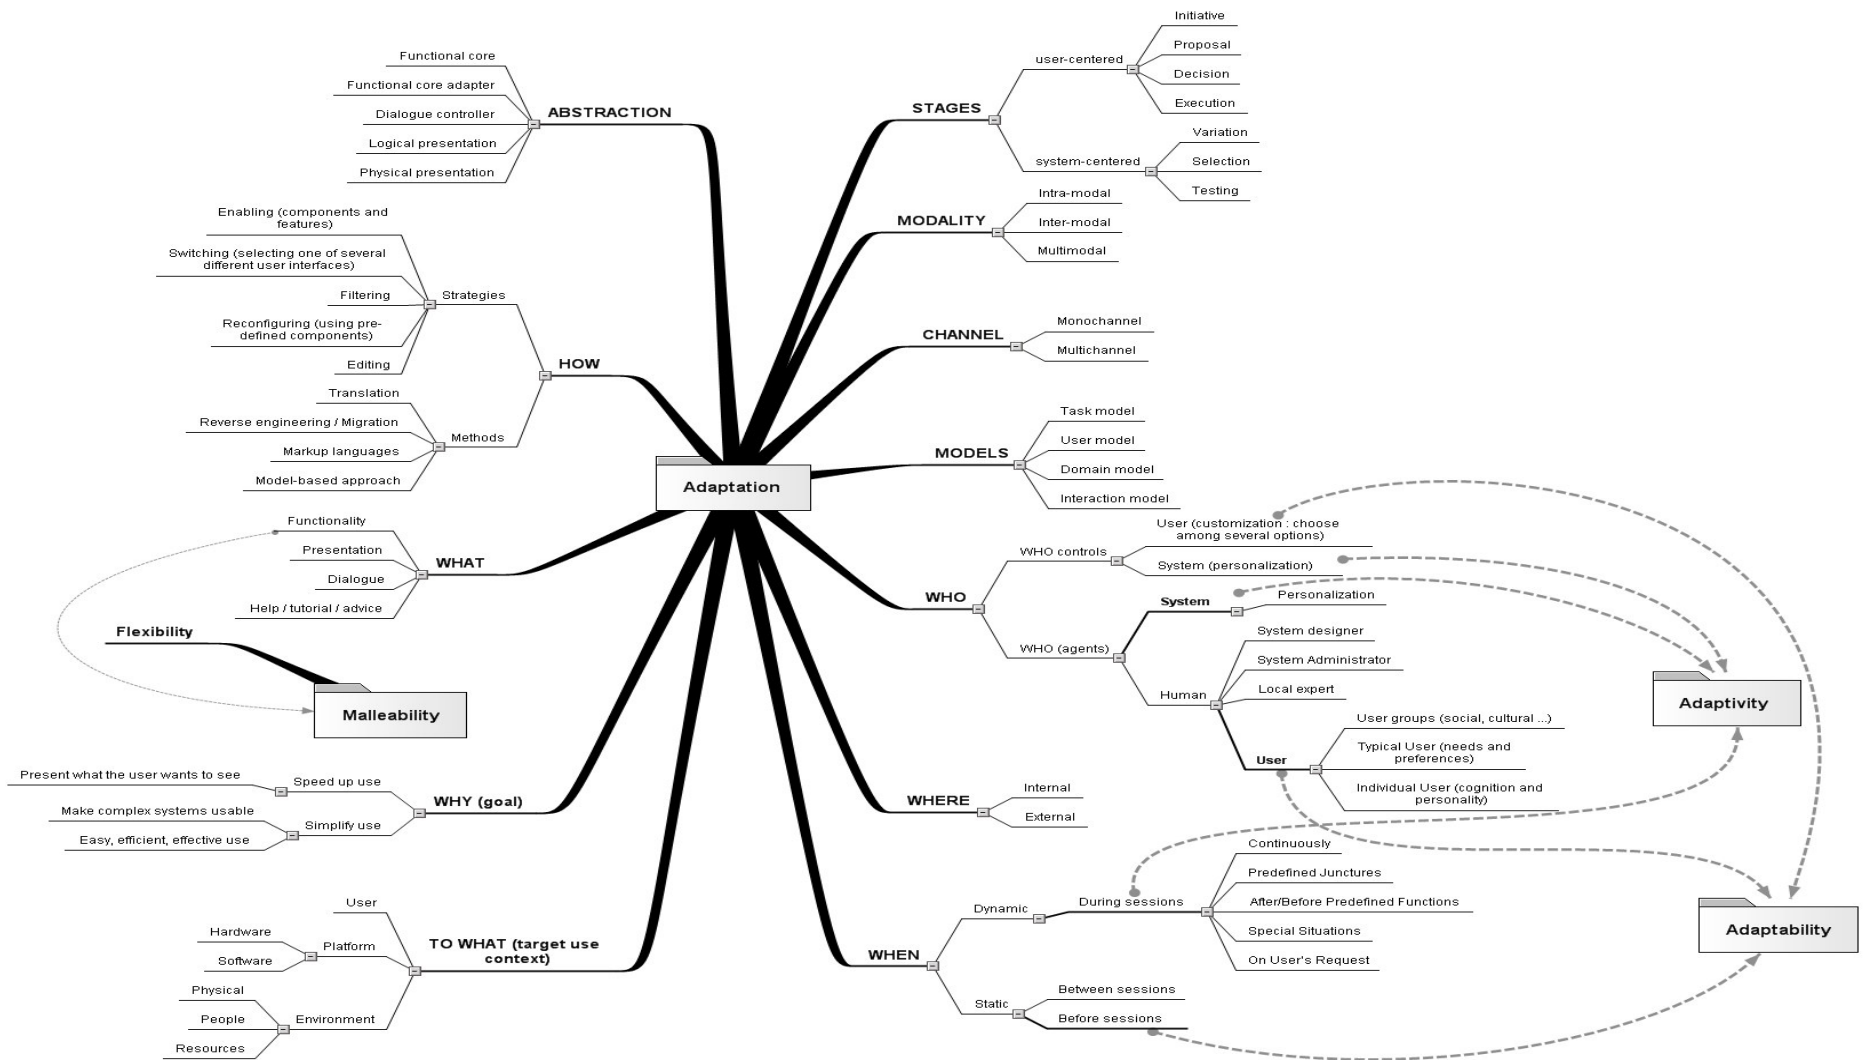 Functional core
Functional core adapter
Dialogue controller
Logical presentation
Physical presentation
ABSTRACTION
Enabling (components and
features)
Switching (selecting one of several
different user interfaces)
Filtering
Reconfiguring (using pre-
defined components)
Editing
Strategies
Translation
Reverse engineering / Migration
Markup languages
Model-based approach
Methods
HOW
Functionality
Presentation
Dialogue
Help / tutorial / advice
WHAT
Flexibility
Malleability
Present what the user wants to see
Speed up use
Make complex systems usable
Easy, efficient, effective use
Simplify use
WHY (goal)
User
Hardware
Software
Platform
Physical
People
Resources
Environment
TO WHAT (target use
context)
Adaptation
STAGES
user-centered
Initiative
Proposal
Decision
Execution
system-centered
Variation
Selection
Testing
MODALITY
Intra-modal
Inter-modal
Multimodal
CHANNEL
Monochannel
Multichannel
MODELS
Task model
User model
Domain model
Interaction model
WHO
WHO controls
User (customization : choose
among several options)
System (personalization)
WHO (agents)
System
Personalization
Human
System designer
System Administrator
Local expert
User
User groups (social, cultural ...)
Typical User (needs and
preferences)
Individual User (cognition and
personality)
WHERE
Internal
External
WHEN
Dynamic
During sessions
Continuously
Predefined Junctures
After/Before Predefined Functions
Special Situations
On User's Request
Static
Between sessions
Before sessions
Adaptivity
Adaptability